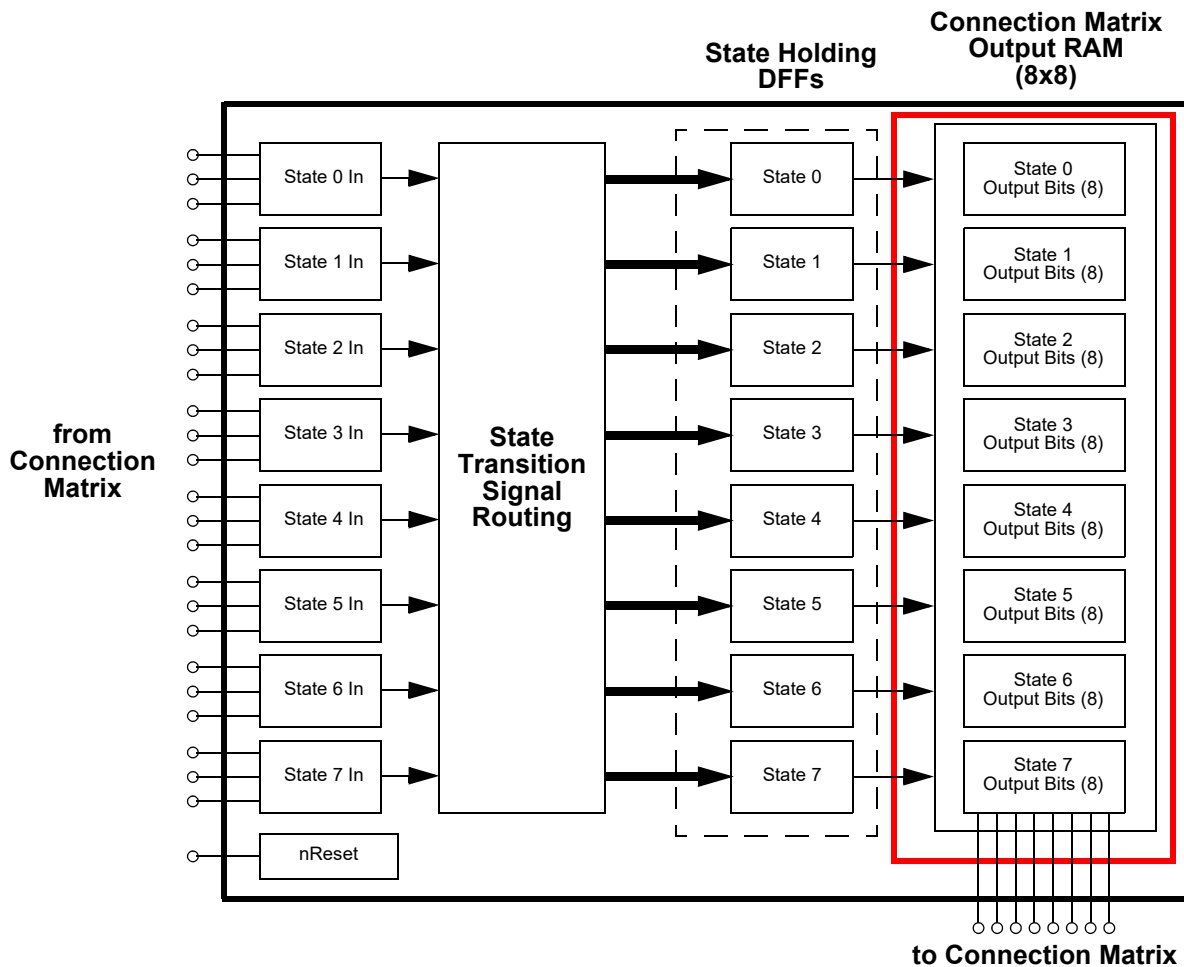 Connection Matrix
Output RAM
(8x8)
State Holding
DFFs
from
Connection
Matrix
State 0 In
State 1 In
State 2 In
State 3 In
State 4 In
State 5 In
State 6 In
State 7 In
nReset
State
Transition
Signal
Routing
State 0
State 1
State 2
State 3
State 4
State 5
State 6
State 7
State 0
Output Bits (8)
State 1
Output Bits (8)
State 2
Output Bits (8)
State 3
Output Bits (8)
State 4
Output Bits (8)
State 5
Output Bits (8)
State 6
Output Bits (8)
State 7
Output Bits (8)
to Connection Matrix